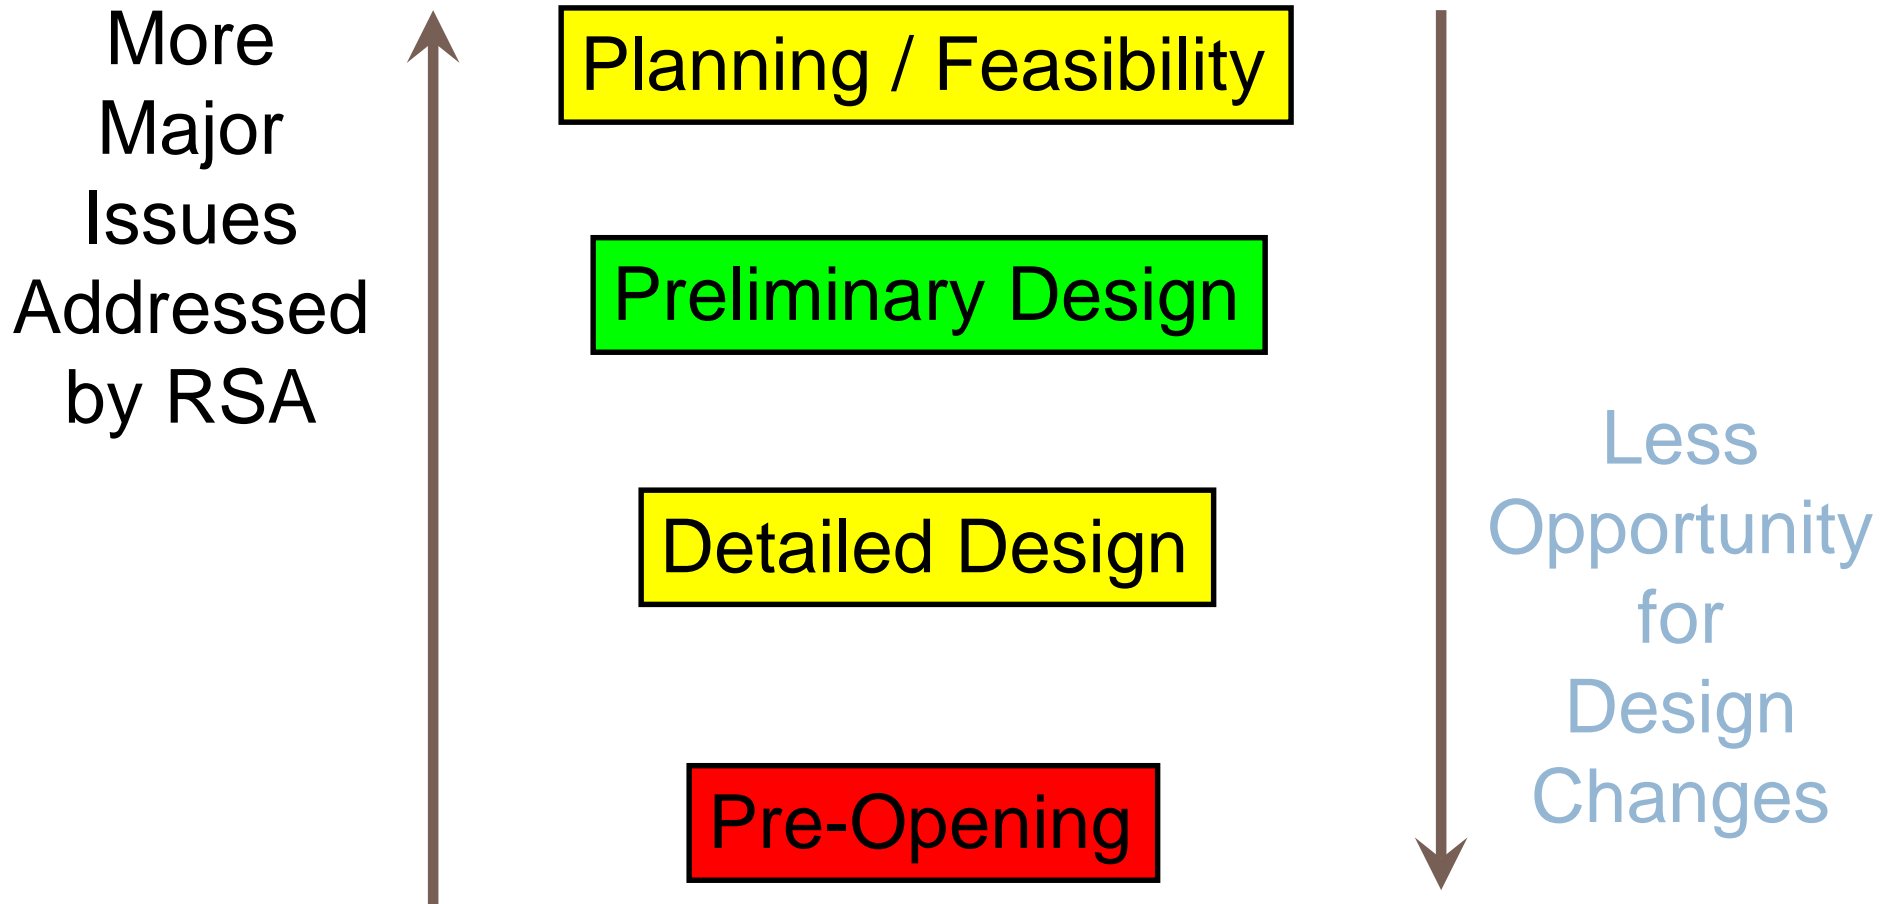 More
Major
Issues
Addressed
by RSA
Planning / Feasibility
Preliminary Design
Detailed Design
Pre-Opening
Less
Opportunity
for
Design
Changes